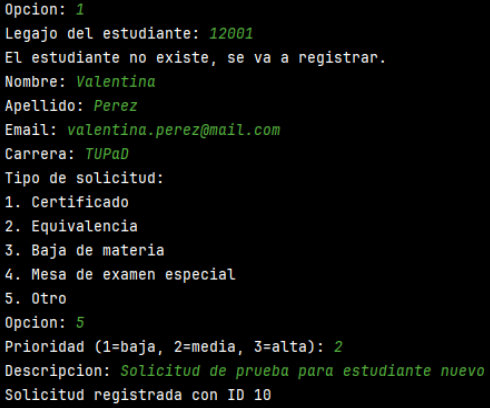 Opcion: 1
Legajo del estudiante: 12001
El estudiante no existe, se va a registrar.
Nombre: Valentina
Apellido: Perez
Email: valentina.perez@mail.com
Carrera: TUPaD
Tipo de solicitud:
1. Certificado
2. Equivalencia
3. Baja de materia
4. Mesa de examen especial
5. Otro
Opcion: 5
Prioridad (1=baja, 2=media, 3=alta): 2
Descripcion: Solicitud de prueba para estudiante nuevo
Solicitud registrada con ID 10